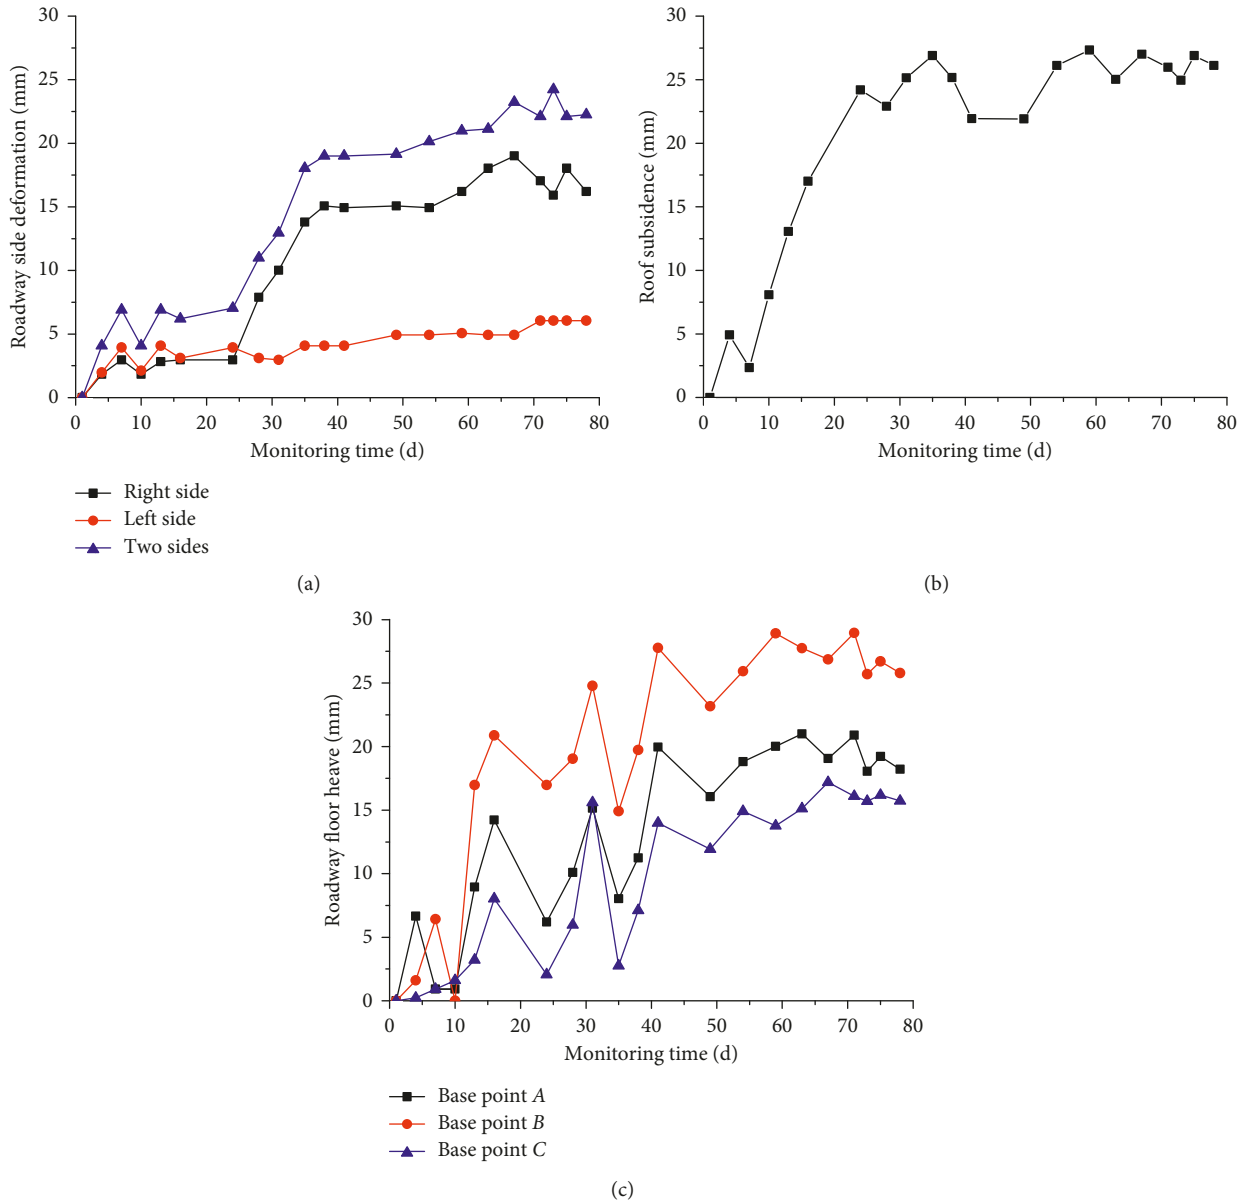 30
25
20
15
10
5
0
Roadway side deformation (mm)
0 10 20 30 40 50 60 70 80
Monitoring time (d)
Right side
Left side
Two sides
(a)
30
25
20
15
10
5
0
Roof subsidence (mm)
0 10 20 30 40 50 60 70 80
Monitoring time (d)
(b)
30
25
20
15
10
5
0
Roadway floor heave (mm)
0 10 20 30 40 50 60 70 80
Monitoring time (d)
Base point A
Base point B
Base point C
(c)